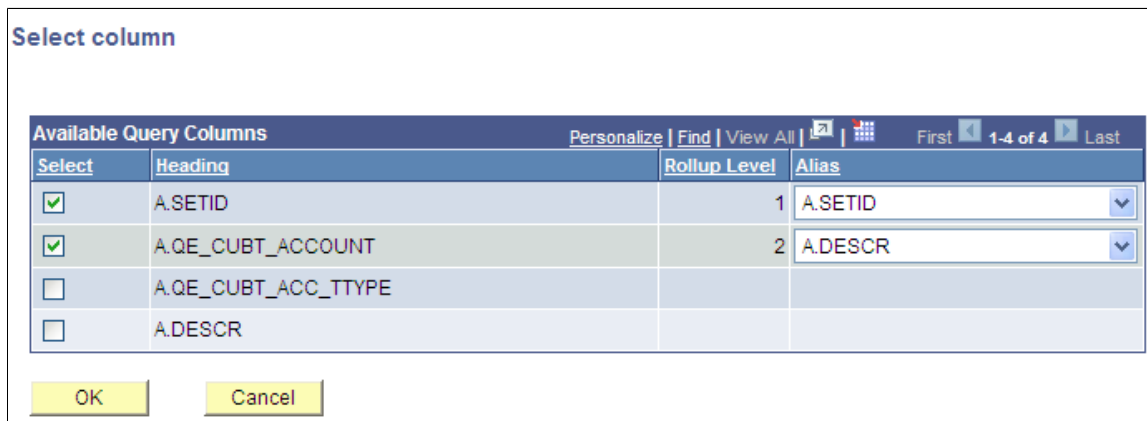 Select column
Available Query Columns Personalize | Find | View All | | First 1-4 of 4 Last
Select Heading Rollup Level Alias
A.SETID 1 A.SETID
A.QE_CUBT_ACCOUNT 2 A.DESCR
A.QE_CUBT_ACC_TTYPE
A.DESCR
OK Cancel